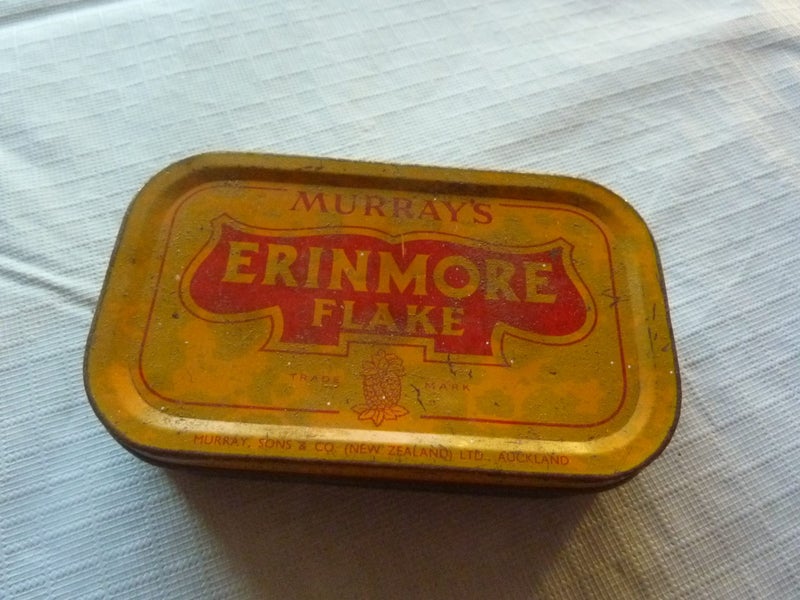 MURRAY'S
ERINMORE
FLAKE
TRADE MARK
MURRAY, SONS & CO. (NEW ZEALAND) LTD., AUCKLAND